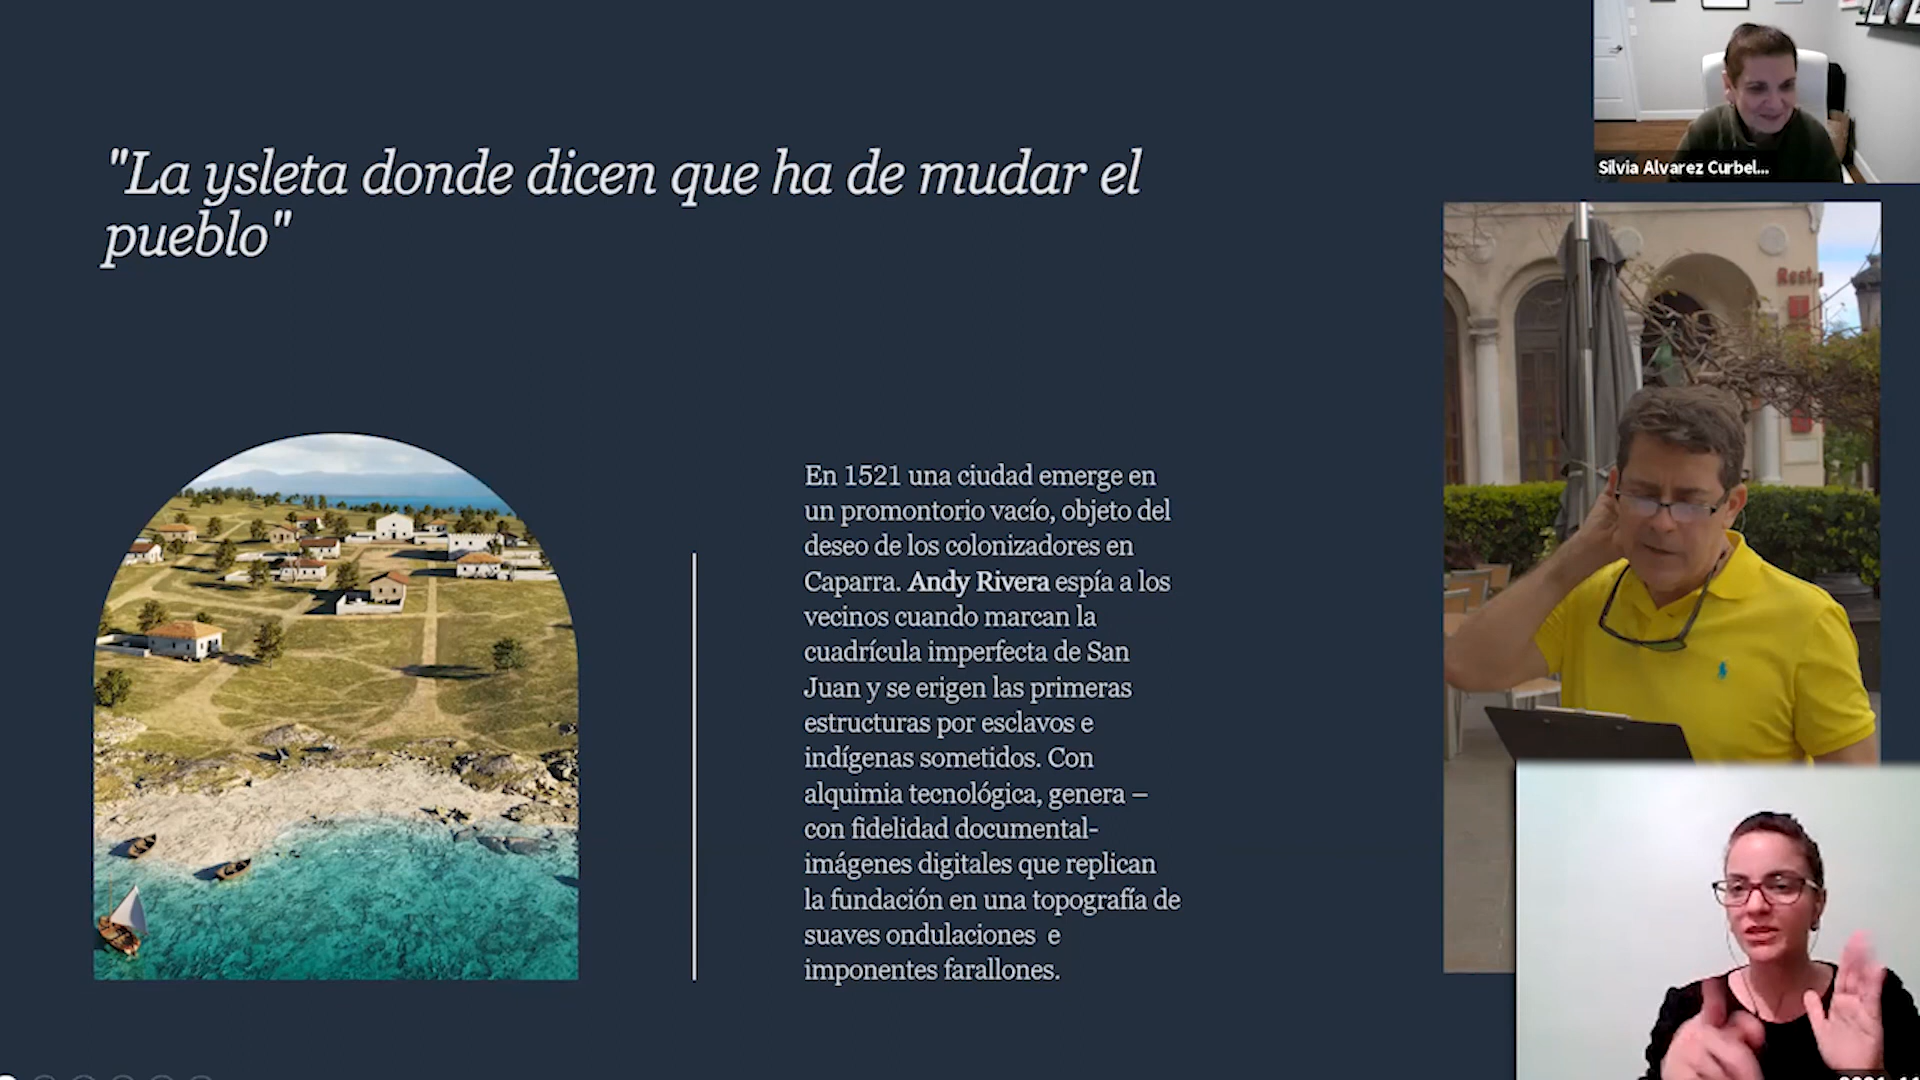 "La ysleta donde dicen que ha de mudar el
pueblo"
Silvia Alvarez Curbel...
En 1521 una ciudad emerge en
un promontorio vacío, objeto del
deseo de los colonizadores en
Caparra. Andy Rivera espía a los
vecinos cuando marcan la
cuadrícula imperfecta de San
Juan y se erigen las primeras
estructuras por esclavos e
indígenas sometidos. Con
alquimia tecnológica, genera –
con fidelidad documental-
imágenes digitales que replican
la fundación en una topografía de
suaves ondulaciones  e
imponentes farallones.